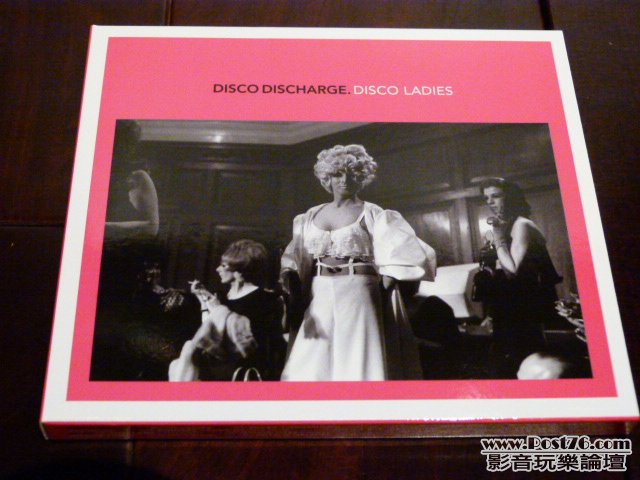 DISCO DISCHARGE. DISCO LADIES
www.Post76.com
影音玩樂論壇